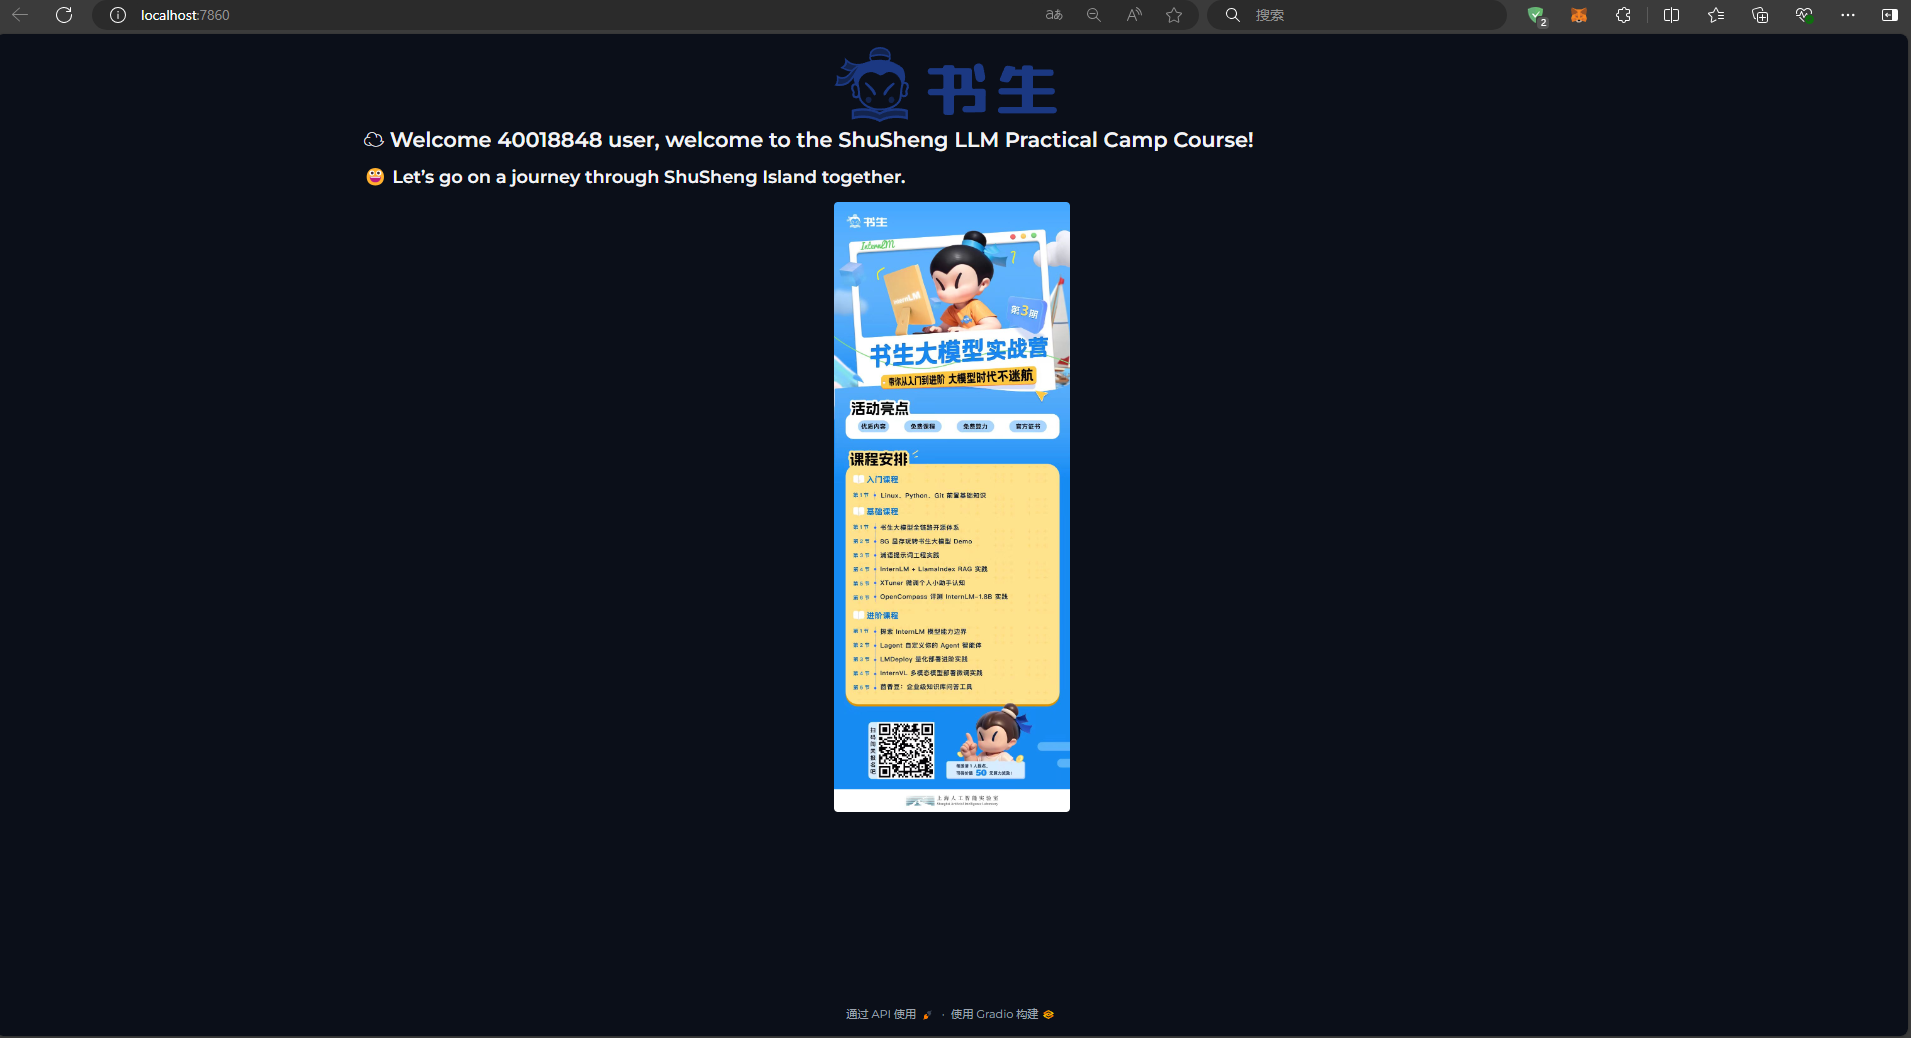 localhost:7860
搜索
2
书生
Welcome 40018848 user, welcome to the ShuSheng LLM Practical Camp Course!
Let's go on a journey through ShuSheng Island together.
书生
InternLM
InternLM
第3期
书生大模型实战营
带你从入门到进阶 大模型时代不迷航
活动亮点
优质内容 免费课程 免费算力 官方证书
课程安排
入门课程
第1节 Linux、Python、Git 前置基础知识
基础课程
第1节 书生大模型全链路开源体系
第2节 8G 显存玩转书生大模型 Demo
第3节 浦语提示词工程实践
第4节 InternLM + LlamaIndex RAG 实践
第5节 XTuner 微调个人小助手认知
第6节 OpenCompass 评测 InternLM-1.8B 实践
进阶课程
第1节 探索 InternLM 模型能力边界
第2节 Lagent 自定义你的 Agent 智能体
第3节 LMDeploy 量化部署进阶实践
第4节 InternVL 多模态模型部署微调实践
第5节 茴香豆：企业级知识库问答工具
50
上海人工智能实验室
Shanghai Artificial Intelligence Laboratory
通过 API 使用 · 使用 Gradio 构建